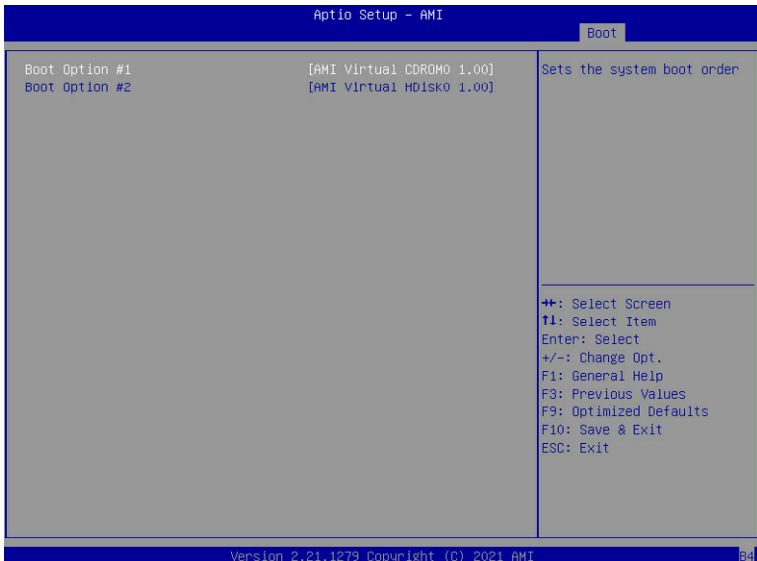 Aptio Setup – AMI
Boot
Boot Option #1 [AMI Virtual CDROM0 1.00]
Boot Option #2 [AMI Virtual HDisk0 1.00]
Sets the system boot order
→←: Select Screen
↑↓: Select Item
Enter: Select
+/-: Change Opt.
F1: General Help
F3: Previous Values
F9: Optimized Defaults
F10: Save & Exit
ESC: Exit
Version 2.21.1279 Copyright (C) 2021 AMI
B4